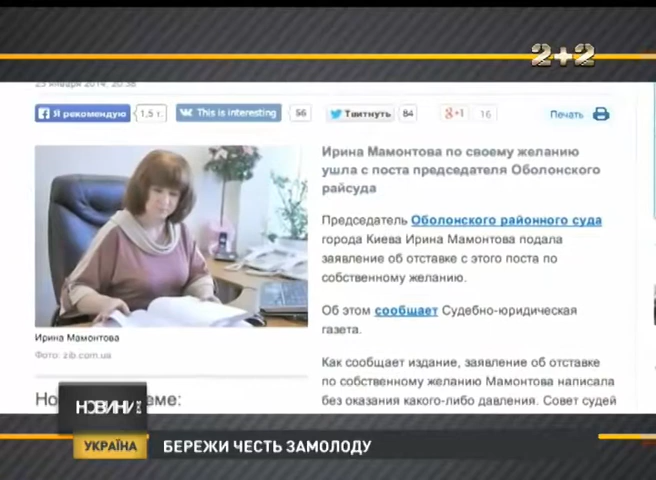 2+2
23 января 2014, 20:38
Я рекомендую 1,5 т. This is interesting 56 Твитнуть 84 g+1 16 Печать
Ирина Мамонтова по своему желанию
ушла с поста председателя Оболонского
райсуда
Председатель Оболонского районного суда
города Киева Ирина Мамонтова подала
заявление об отставке с этого поста по
собственному желанию.
Об этом сообщает Судебно-юридическая
газета.
Как сообщает издание, заявление об отставке
по собственному желанию Мамонтова написала
без оказания какого-либо давления. Совет судей
Ирина Мамонтова
Фото: zib.com.ua
еме:
НОВИНИ
УКРАЇНА
БЕРЕЖИ ЧЕСТЬ ЗАМОЛОДУ